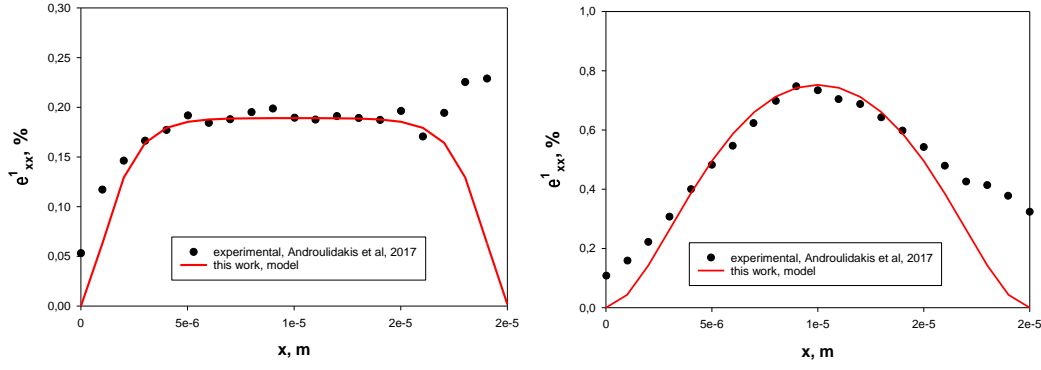 0,30
0,25
0,20
0,15
0,10
0,05
0,00
e¹xx, %
experimental, Androulidakis et al, 2017
this work, model
0 5e-6 1e-5 2e-5 2e-5
x, m
1,0
0,8
0,6
0,4
0,2
0,0
e¹xx, %
experimental, Androulidakis et al, 2017
this work, model
0 5e-6 1e-5 2e-5 2e-5
x, m